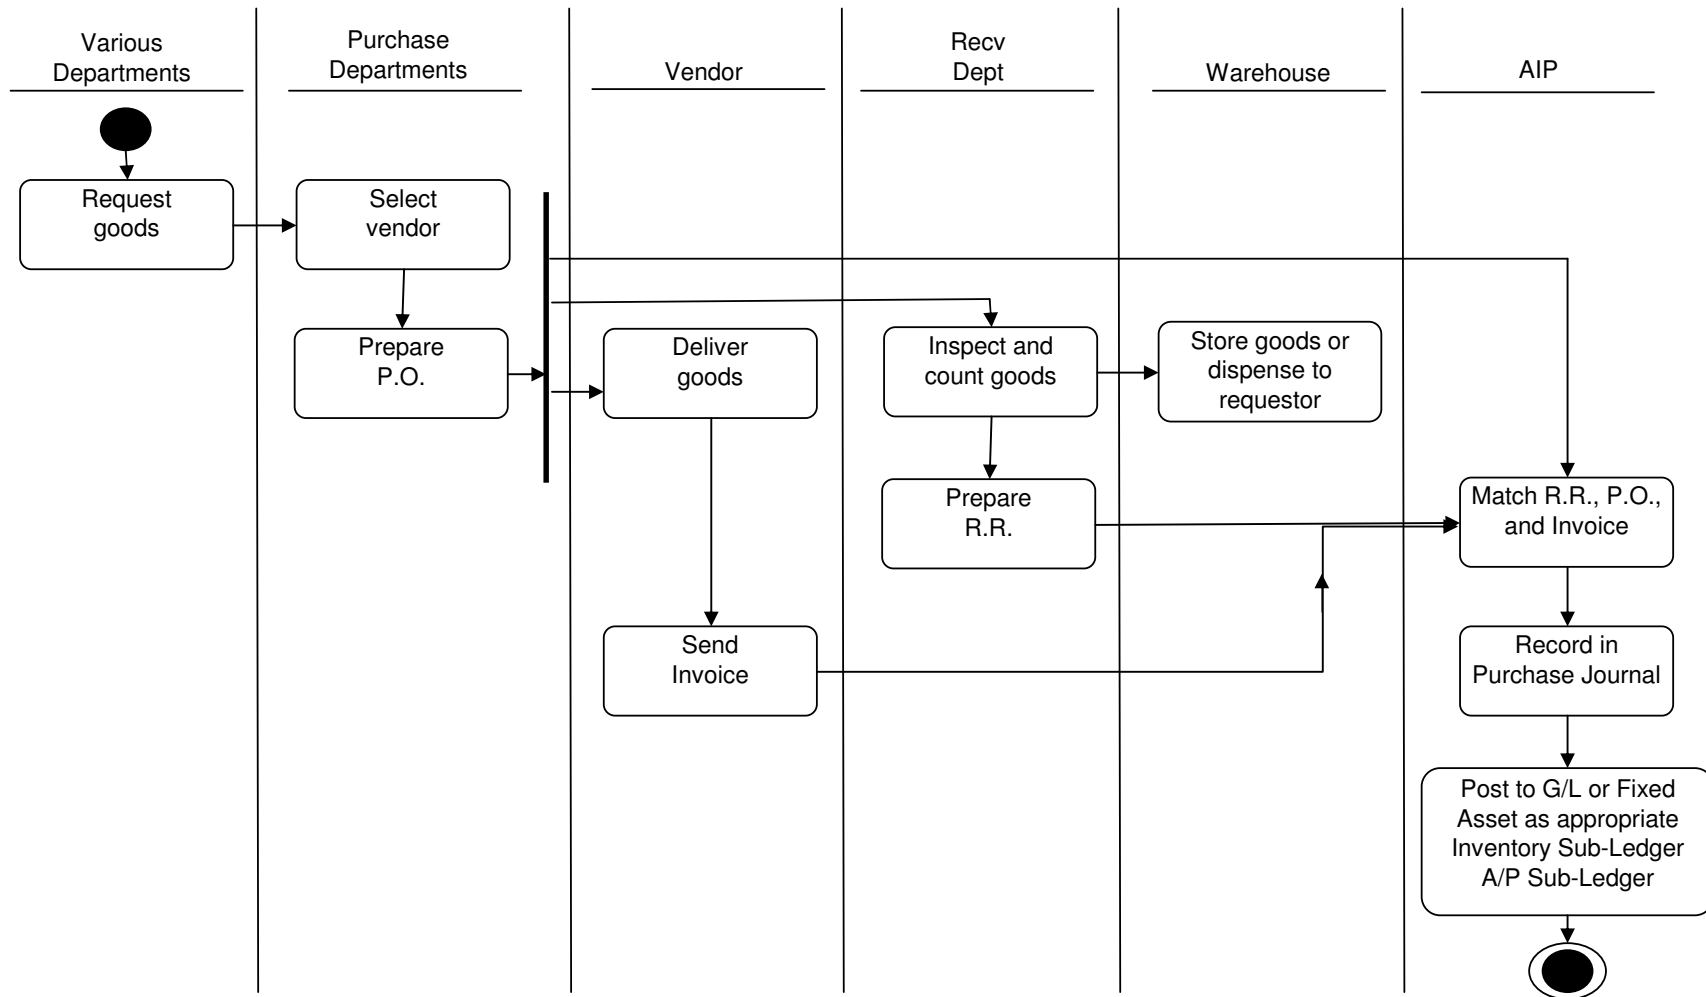 Various
Departments
Purchase
Departments
Vendor
Recv
Dept
Warehouse
AIP
Request
goods
Select
vendor
Prepare
P.O.
Deliver
goods
Inspect and
count goods
Store goods or
dispense to
requestor
Prepare
R.R.
Match R.R., P.O.,
and Invoice
Send
Invoice
Record in
Purchase Journal
Post to G/L or Fixed
Asset as appropriate
Inventory Sub-Ledger
A/P Sub-Ledger